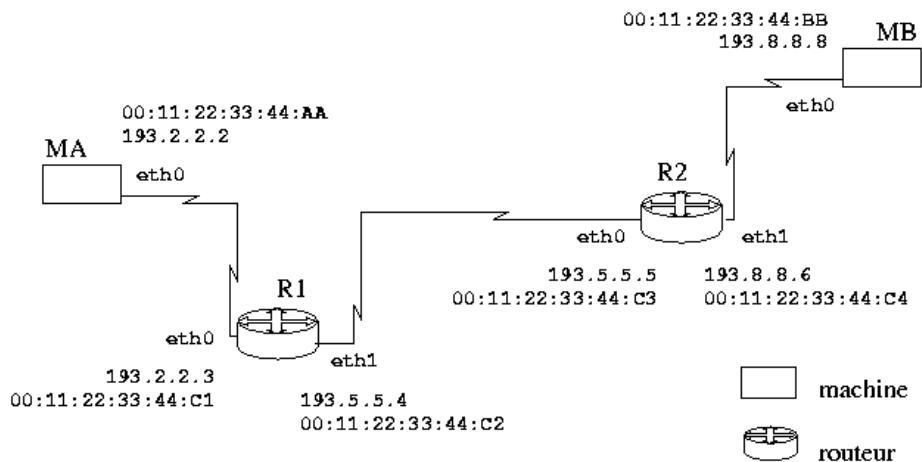 00:11:22:33:44:BB
193.8.8.8
MB
eth0
00:11:22:33:44:AA
193.2.2.2
MA
eth0
R2
eth0
eth1
193.5.5.5
00:11:22:33:44:C3
193.8.8.6
00:11:22:33:44:C4
R1
eth0
eth1
193.2.2.3
00:11:22:33:44:C1
193.5.5.4
00:11:22:33:44:C2
machine
routeur